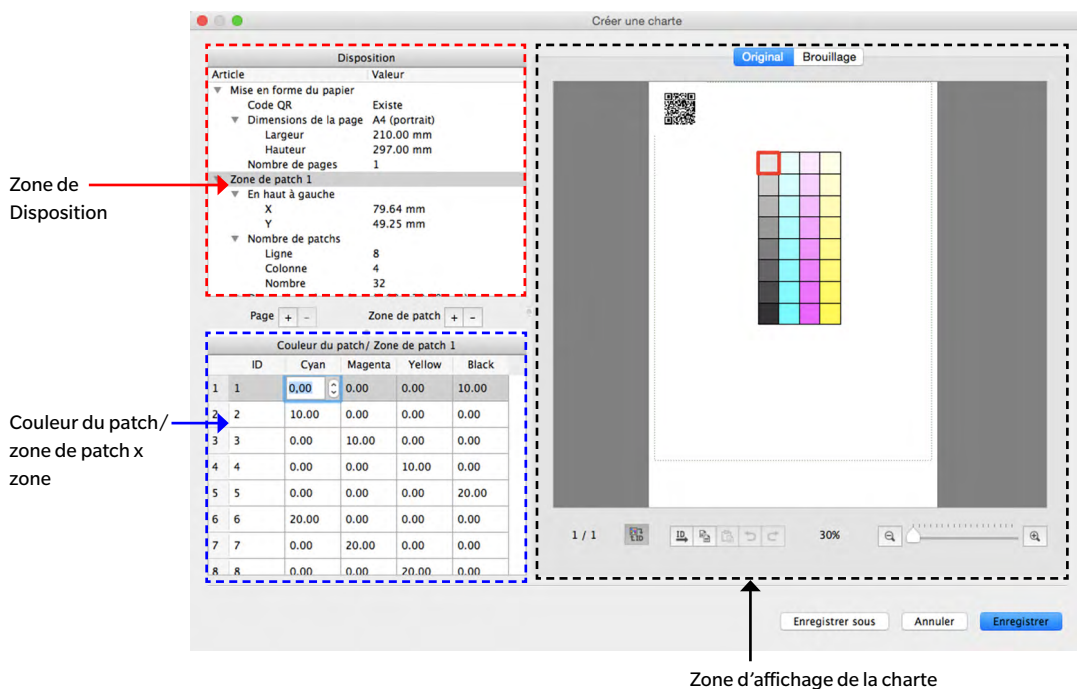 Créer une charte
Disposition
Article Valeur
Mise en forme du papier
Code QR Existe
Dimensions de la page A4 (portrait)
Largeur 210.00 mm
Hauteur 297.00 mm
Nombre de pages 1
Zone de patch 1
En haut à gauche
X 79.64 mm
Y 49.25 mm
Nombre de patchs
Ligne 8
Colonne 4
Nombre 32
Page + - Zone de patch + -
Couleur du patch/ Zone de patch 1
ID Cyan Magenta Yellow Black
1 1 0,00 0.00 0.00 10.00
2 2 10.00 0.00 0.00 0.00
3 3 0.00 10.00 0.00 0.00
4 4 0.00 0.00 10.00 0.00
5 5 0.00 0.00 0.00 20.00
6 6 20.00 0.00 0.00 0.00
7 7 0.00 20.00 0.00 0.00
8 8 0.00 0.00 20.00 0.00
Original Brouillage
1 / 1 ID 30%
Enregistrer sous Annuler Enregistrer
Zone de
Disposition
Couleur du patch/
zone de patch x
zone
Zone d’affichage de la charte